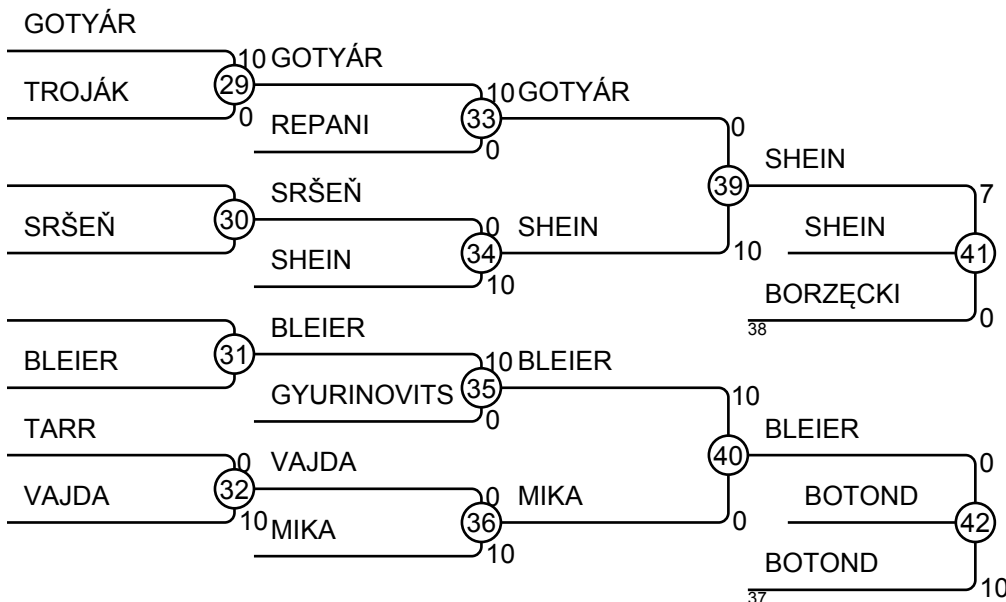 GOTYÁR
10 GOTYÁR
TROJÁK 29 10 GOTYÁR
0 REPANI 33 0
0 SHEIN
SRŠEŇ 39 7
SRŠEŇ 30 0 SHEIN SHEIN
SHEIN 34 10 41
10 BORZĘCKI
38 0
BLEIER
BLEIER 31 10 BLEIER
GYURINOVITS 35 10
TARR 0 BLEIER
0 VAJDA 40 0
VAJDA 32 0 MIKA BOTOND
10 MIKA 36 0 42
10 BOTOND
37 10